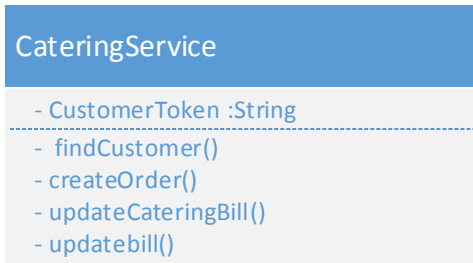 CateringService
- CustomerToken :String
- findCustomer()
- createOrder()
- updateCateringBill()
- updatebill()